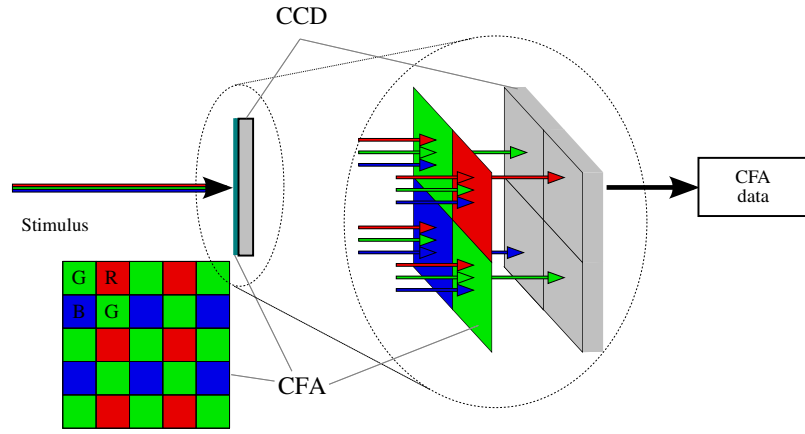 CCD
CFA
data
Stimulus
G R
B G
CFA